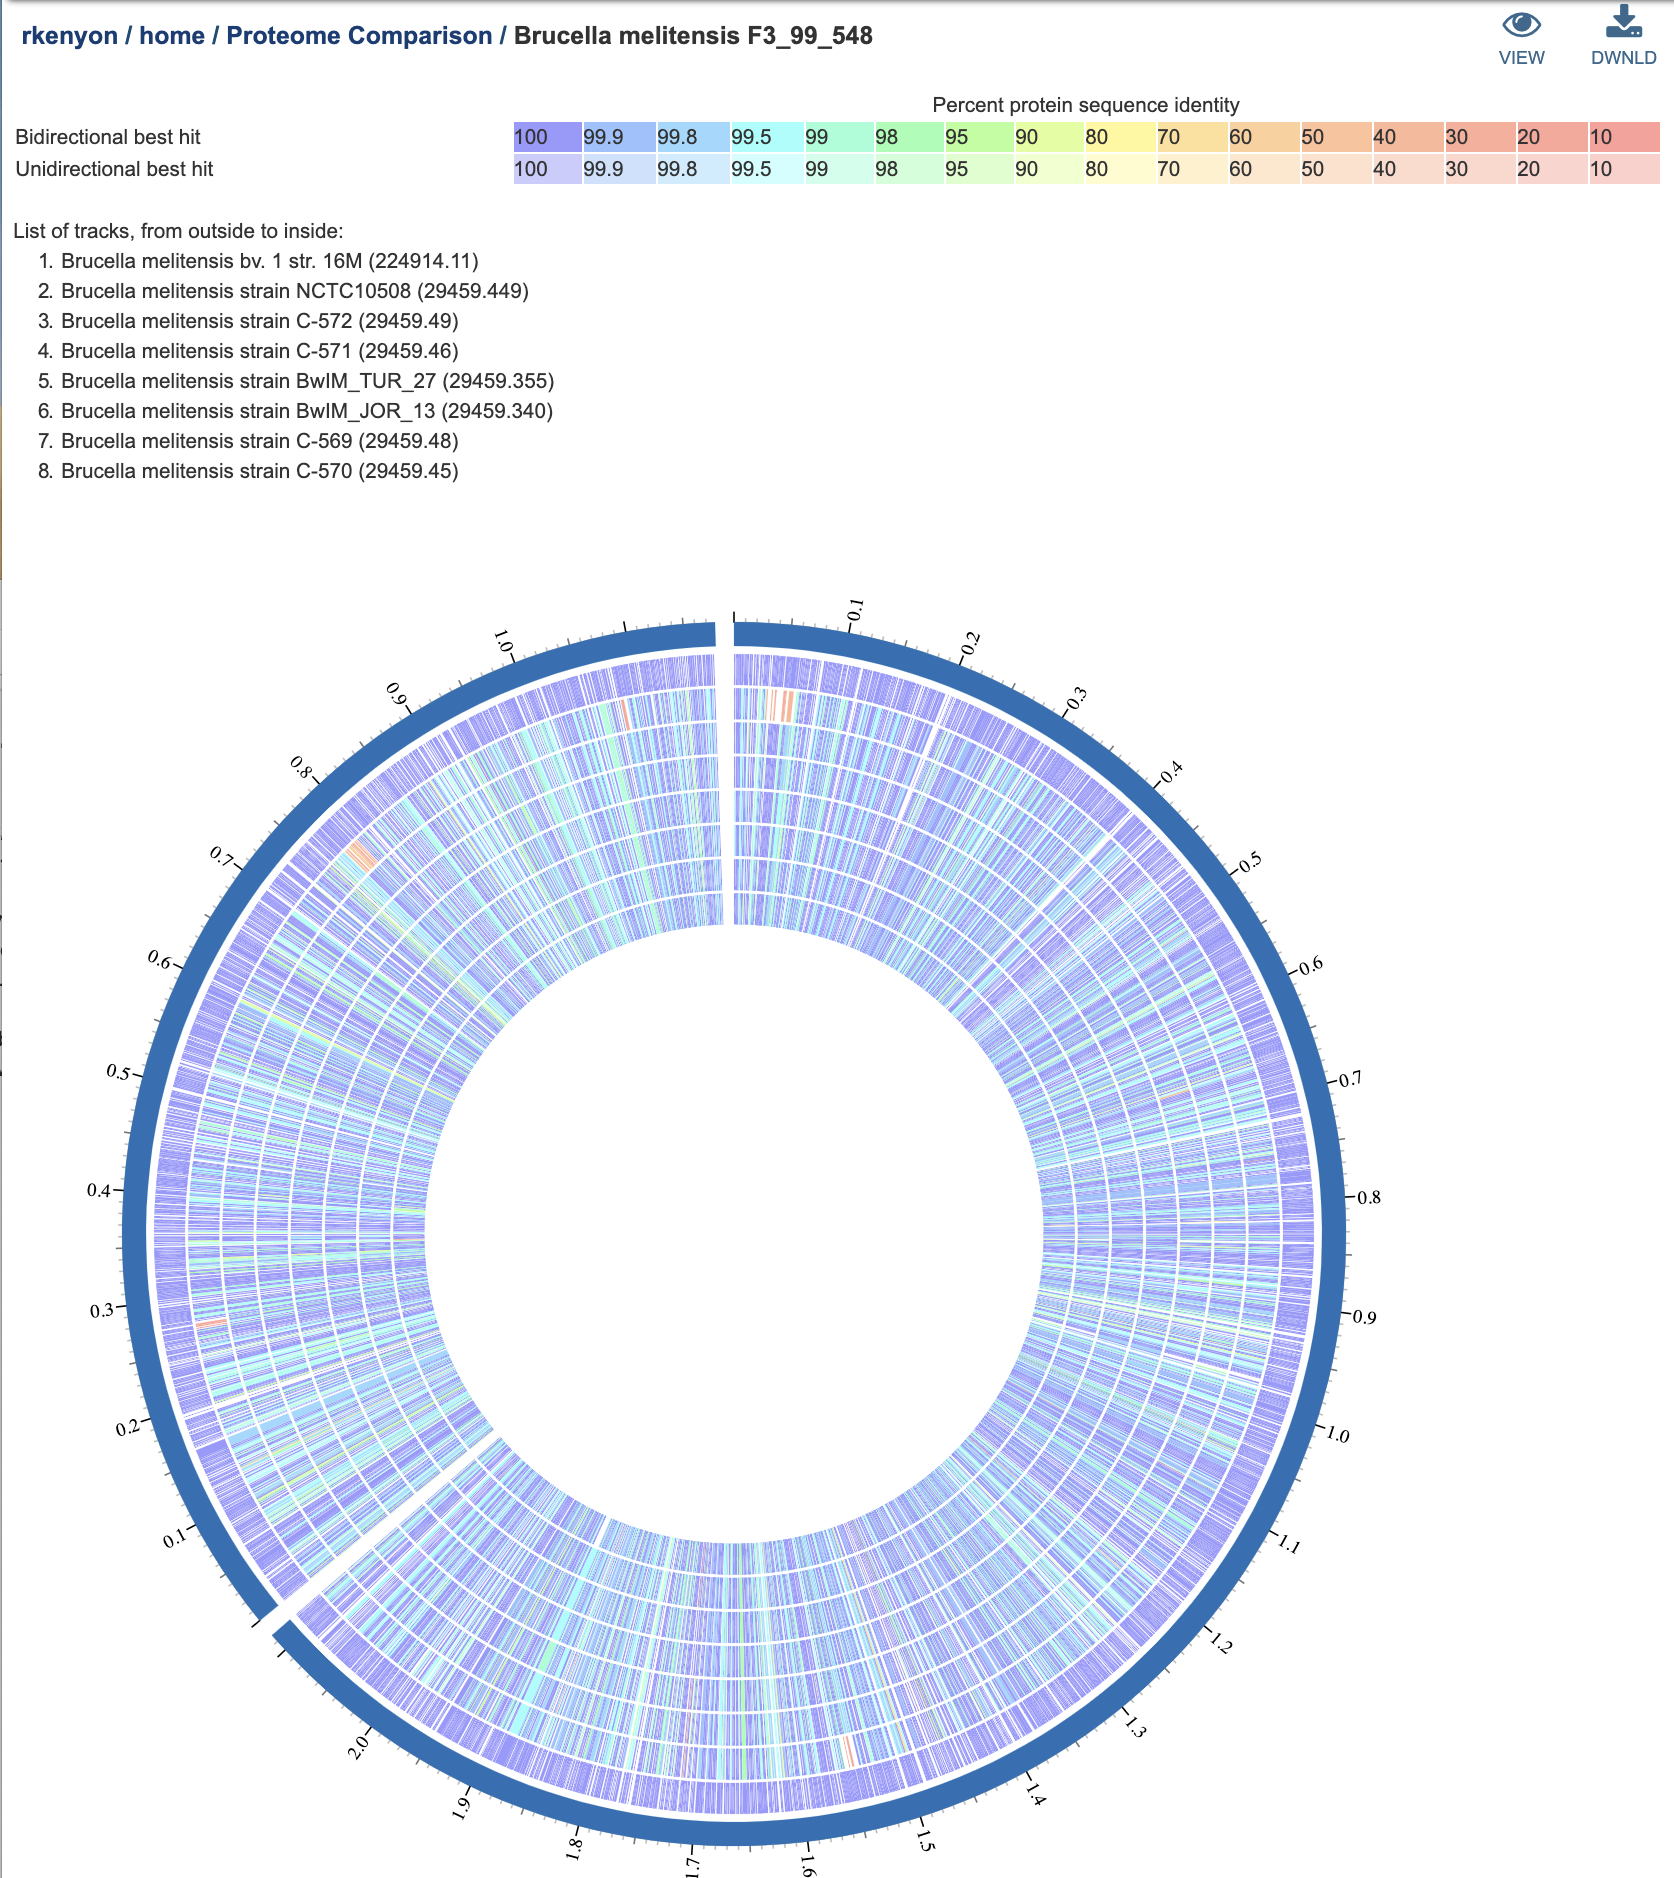 rkenyon / home / Proteome Comparison / Brucella melitensis F3_99_548
VIEW
DWNLD
Percent protein sequence identity
Bidirectional best hit 100 99.9 99.8 99.5 99 98 95 90 80 70 60 50 40 30 20 10
Unidirectional best hit 100 99.9 99.8 99.5 99 98 95 90 80 70 60 50 40 30 20 10
List of tracks, from outside to inside:
1. Brucella melitensis bv. 1 str. 16M (224914.11)
2. Brucella melitensis strain NCTC10508 (29459.449)
3. Brucella melitensis strain C-572 (29459.49)
4. Brucella melitensis strain C-571 (29459.46)
5. Brucella melitensis strain BwIM_TUR_27 (29459.355)
6. Brucella melitensis strain BwIM_JOR_13 (29459.340)
7. Brucella melitensis strain C-569 (29459.48)
8. Brucella melitensis strain C-570 (29459.45)
0.1
0.2
0.3
0.4
0.5
0.6
0.7
0.8
0.9
1.0
1.1
1.2
1.3
1.4
1.5
1.6
1.7
1.8
1.9
2.0
0.1
0.2
0.3
0.4
0.5
0.6
0.7
0.8
0.9
1.0